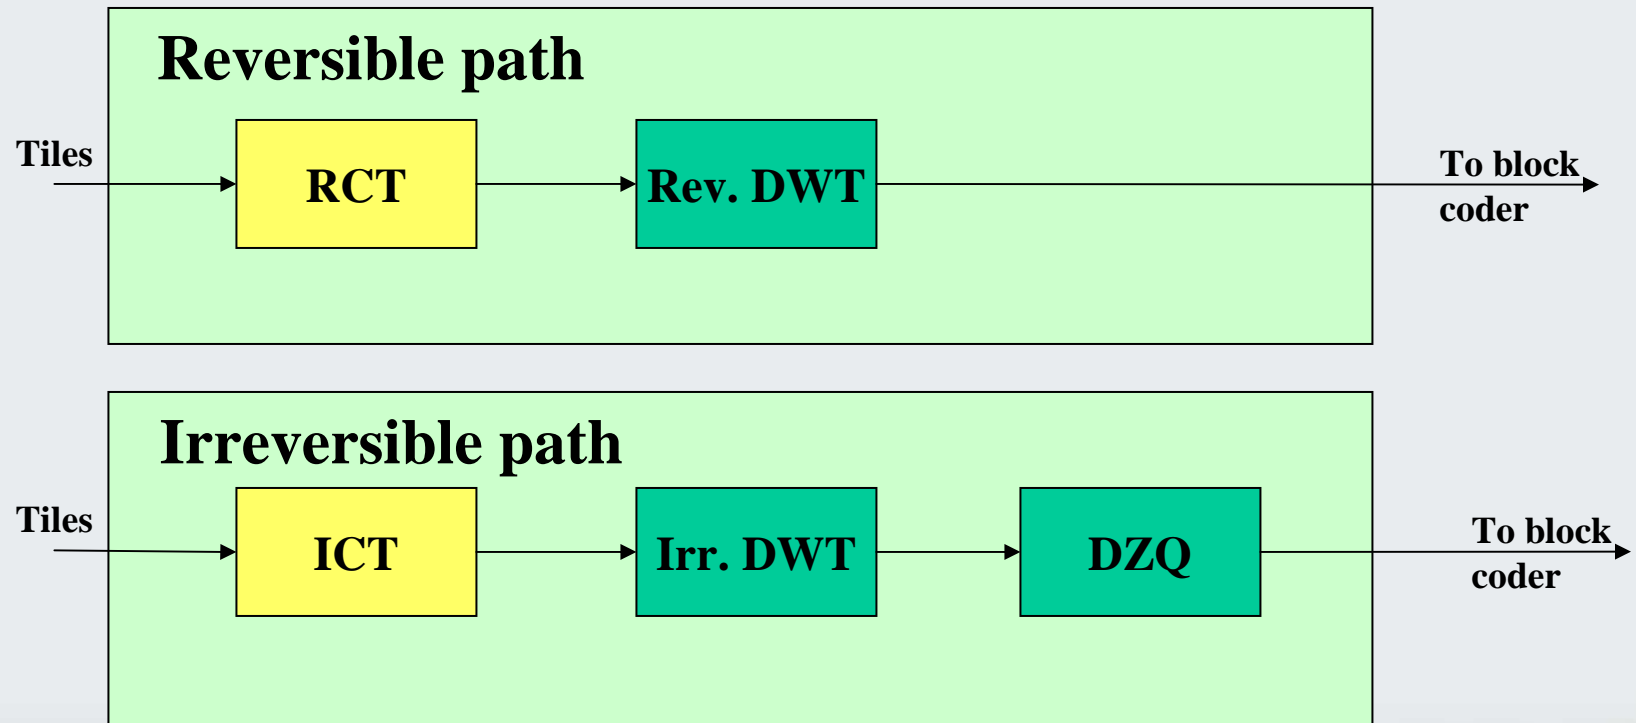 Reversible path
Tiles
RCT
Rev. DWT
To block
coder
Irreversible path
Tiles
ICT
Irr. DWT
DZQ
To block
coder